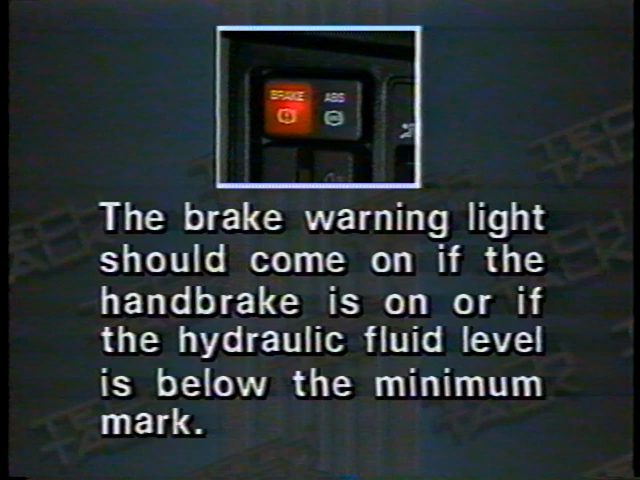 BRAKE ABS
The brake warning light
should come on if the
handbrake is on or if
the hydraulic fluid level
is below the minimum
mark.